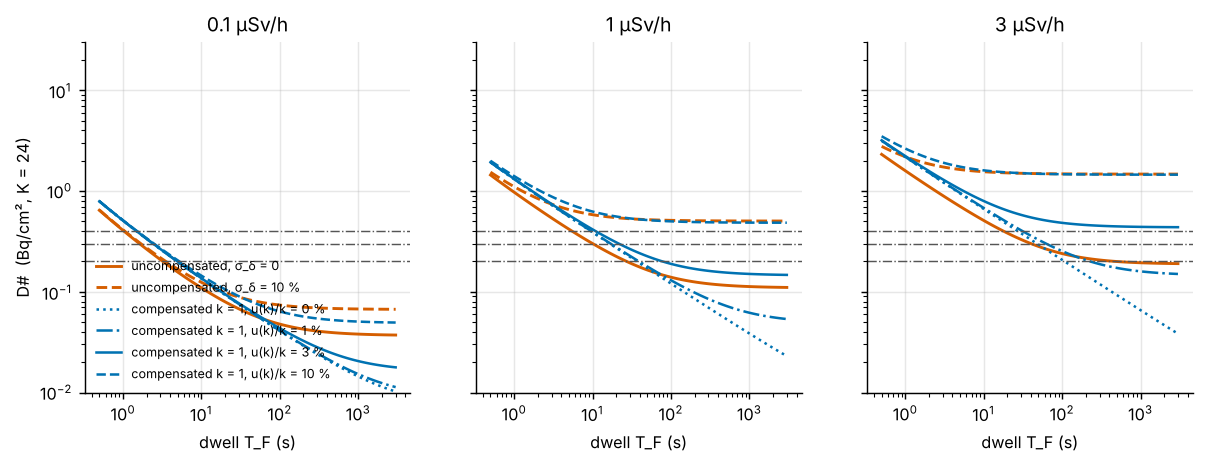 0.1 µSv/h
1 µSv/h
3 µSv/h
D# (Bq/cm², K = 24)
10¹
10⁰
10⁻¹
10⁻²
uncompensated, σ_δ = 0
uncompensated, σ_δ = 10 %
compensated k = 1, u(k)/k = 0 %
compensated k = 1, u(k)/k = 1 %
compensated k = 1, u(k)/k = 3 %
compensated k = 1, u(k)/k = 10 %
10⁰ 10¹ 10² 10³
10⁰ 10¹ 10² 10³
10⁰ 10¹ 10² 10³
dwell T_F (s)
dwell T_F (s)
dwell T_F (s)